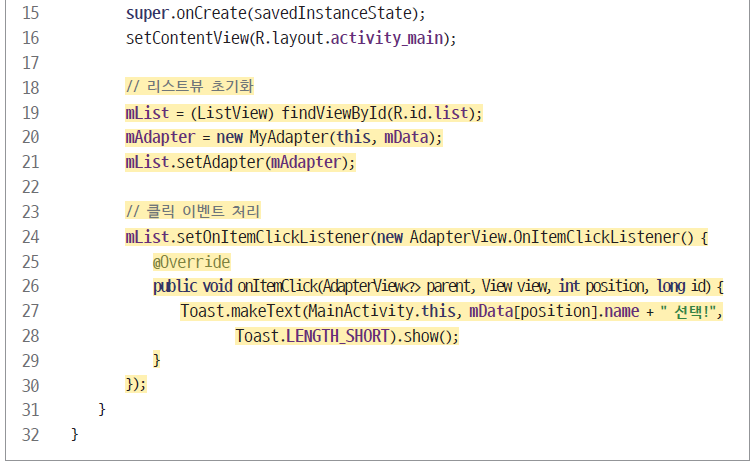 15 super.onCreate(savedInstanceState);
16 setContentView(R.layout.activity_main);
17
18 // 리스트뷰 초기화
19 mList = (ListView) findViewById(R.id.list);
20 mAdapter = new MyAdapter(this, mData);
21 mList.setAdapter(mAdapter);
22
23 // 클릭 이벤트 처리
24 mList.setOnItemClickListener(new AdapterView.OnItemClickListener() {
25 @Override
26 public void onItemClick(AdapterView<?> parent, View view, int position, long id) {
27 Toast.makeText(MainActivity.this, mData[position].name + " 선택!",
28 Toast.LENGTH_SHORT).show();
29 }
30 });
31 }
32 }